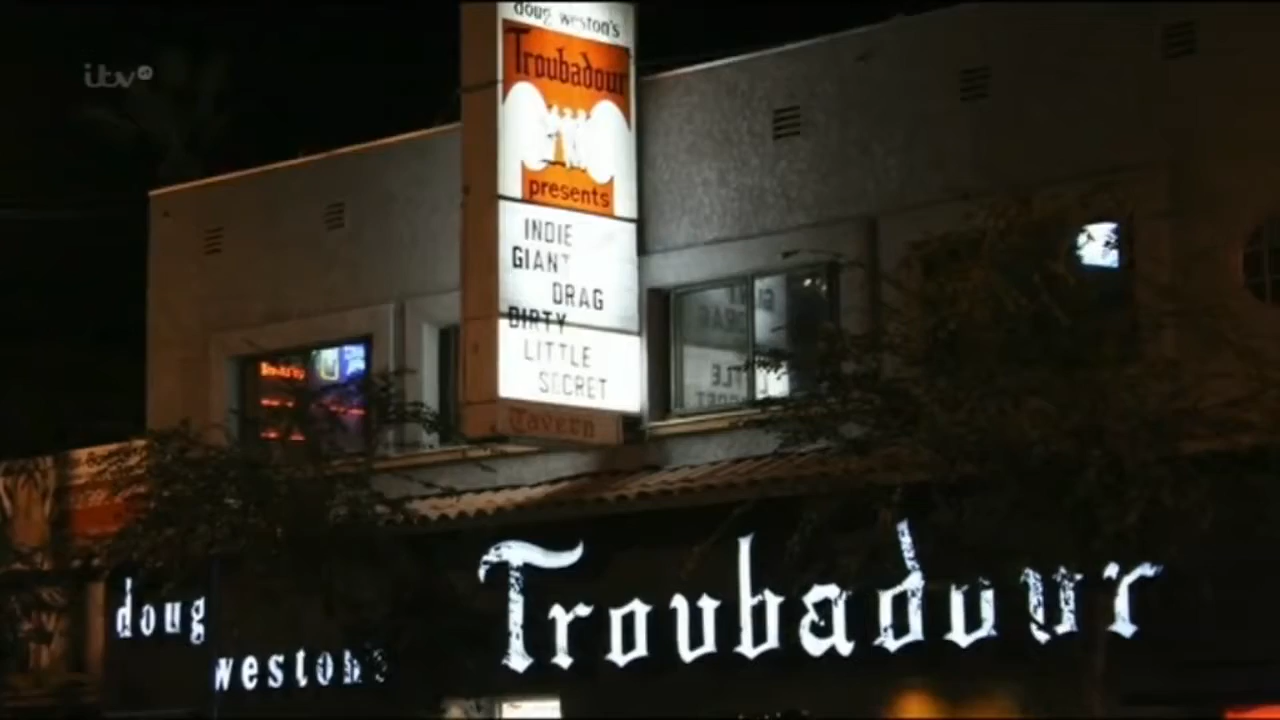 doug weston's
itv
Troubadour
presents
INDIE
GIANT
DRAG
DIRTY
LITTLE
SECRET
Tavern
Troubadour
doug
weston's